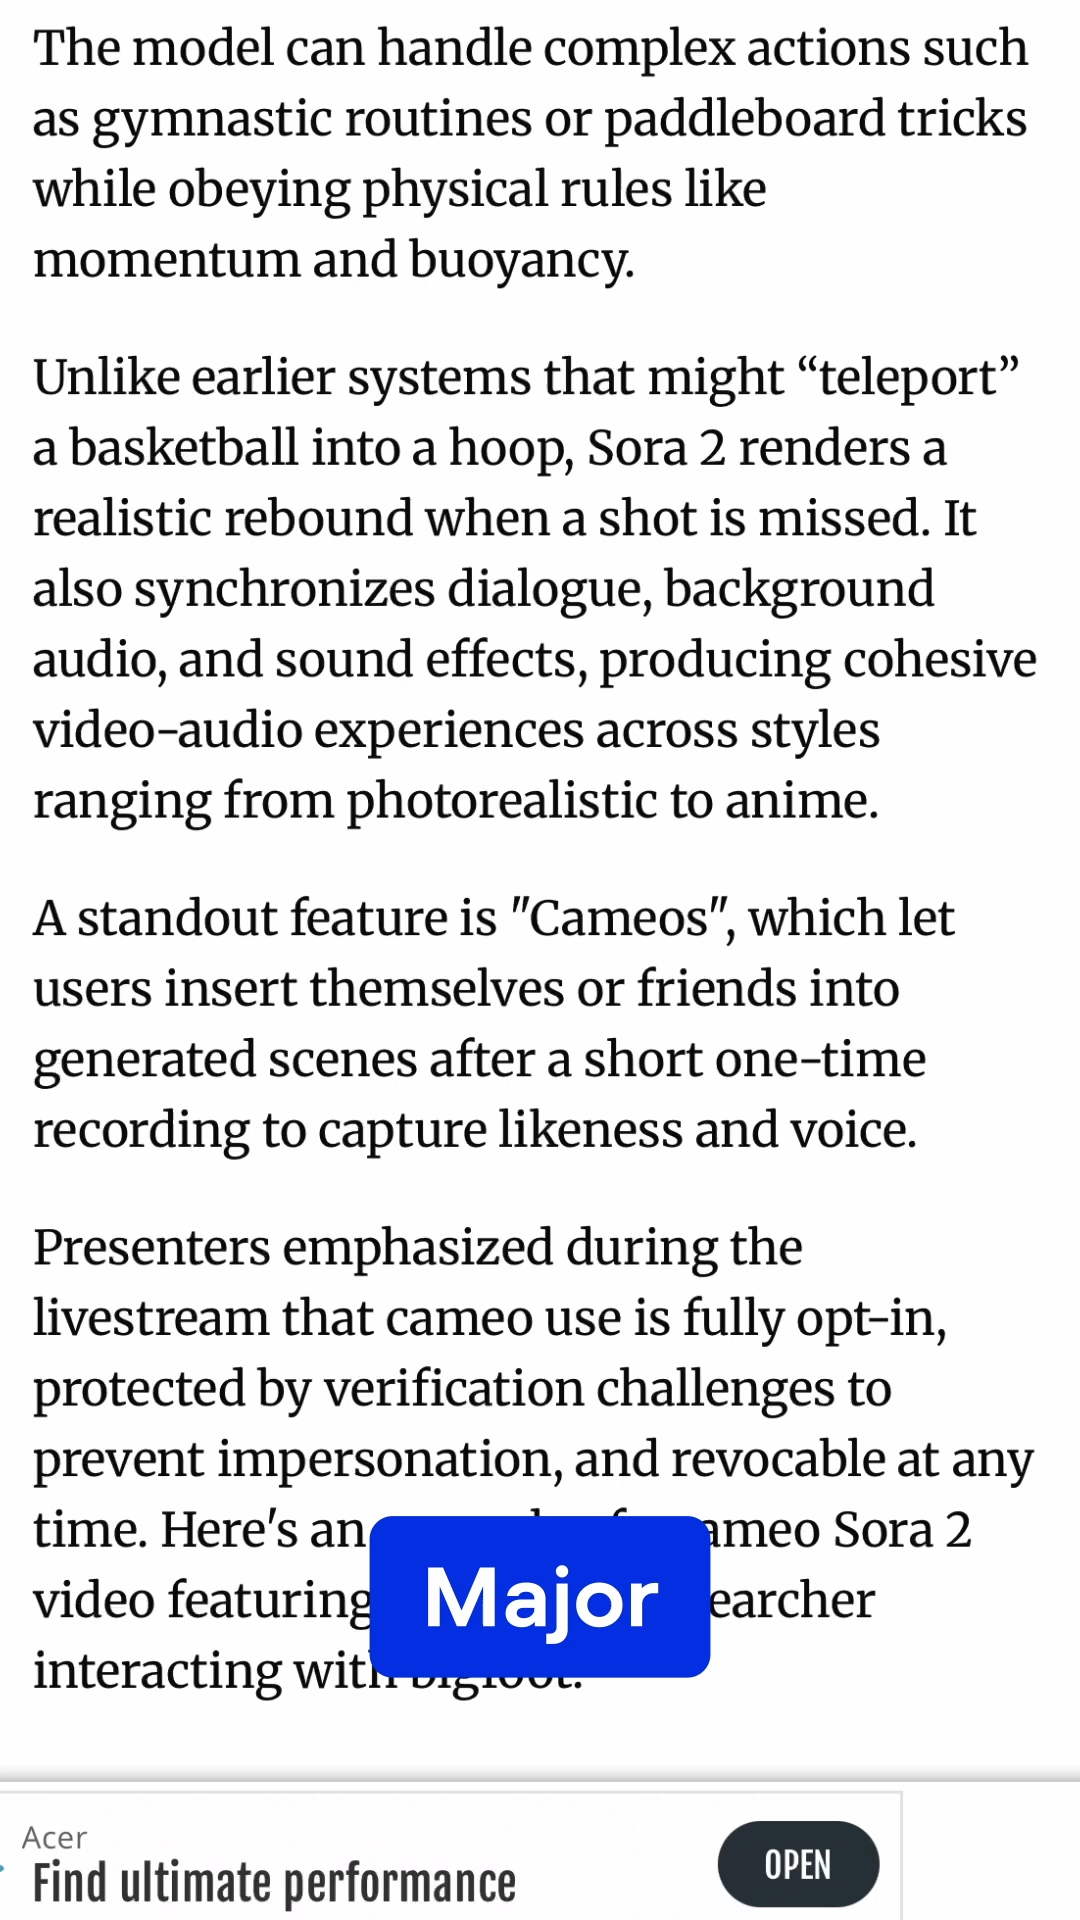 The model can handle complex actions such
as gymnastic routines or paddleboard tricks
while obeying physical rules like
momentum and buoyancy.
Unlike earlier systems that might “teleport”
a basketball into a hoop, Sora 2 renders a
realistic rebound when a shot is missed. It
also synchronizes dialogue, background
audio, and sound effects, producing cohesive
video-audio experiences across styles
ranging from photorealistic to anime.
A standout feature is "Cameos", which let
users insert themselves or friends into
generated scenes after a short one-time
recording to capture likeness and voice.
Presenters emphasized during the
livestream that cameo use is fully opt-in,
protected by verification challenges to
prevent impersonation, and revocable at any
time. Here's an ameo Sora 2
Major
video featuring earcher
interacting with bigfoot.
Acer
Find ultimate performance
OPEN